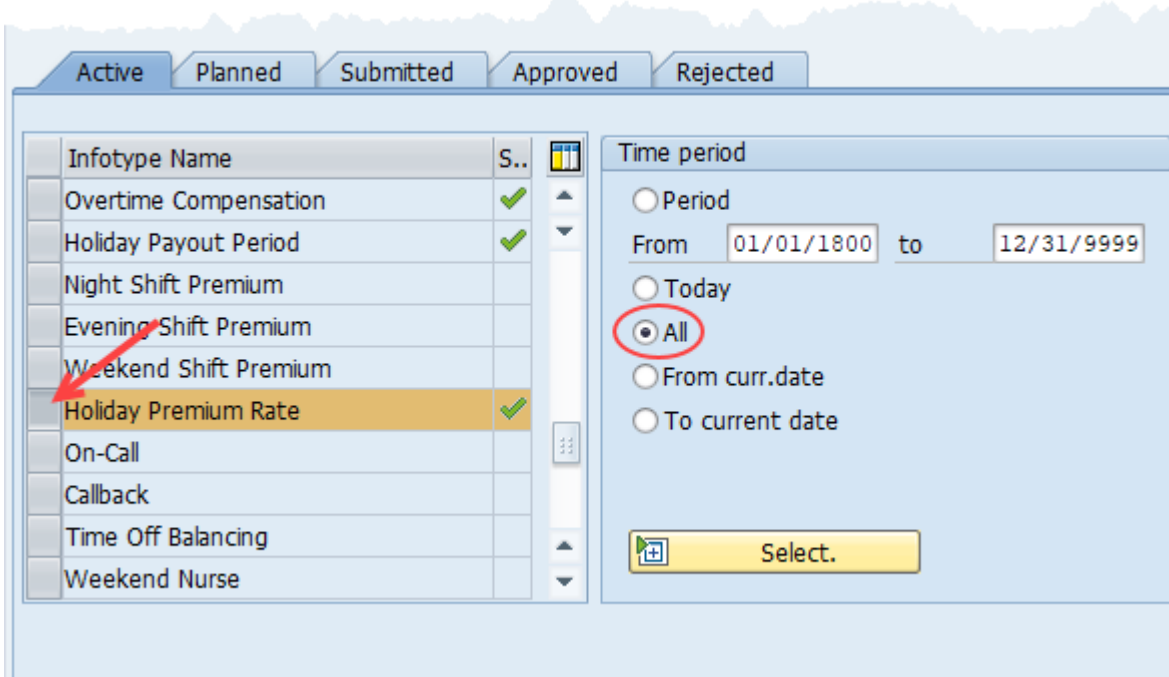 Active Planned Submitted Approved Rejected
Infotype Name S..
Overtime Compensation
Holiday Payout Period
Night Shift Premium
Evening Shift Premium
Weekend Shift Premium
Holiday Premium Rate
On-Call
Callback
Time Off Balancing
Weekend Nurse
Time period
Period
From 01/01/1800 to 12/31/9999
Today
All
From curr.date
To current date
Select.